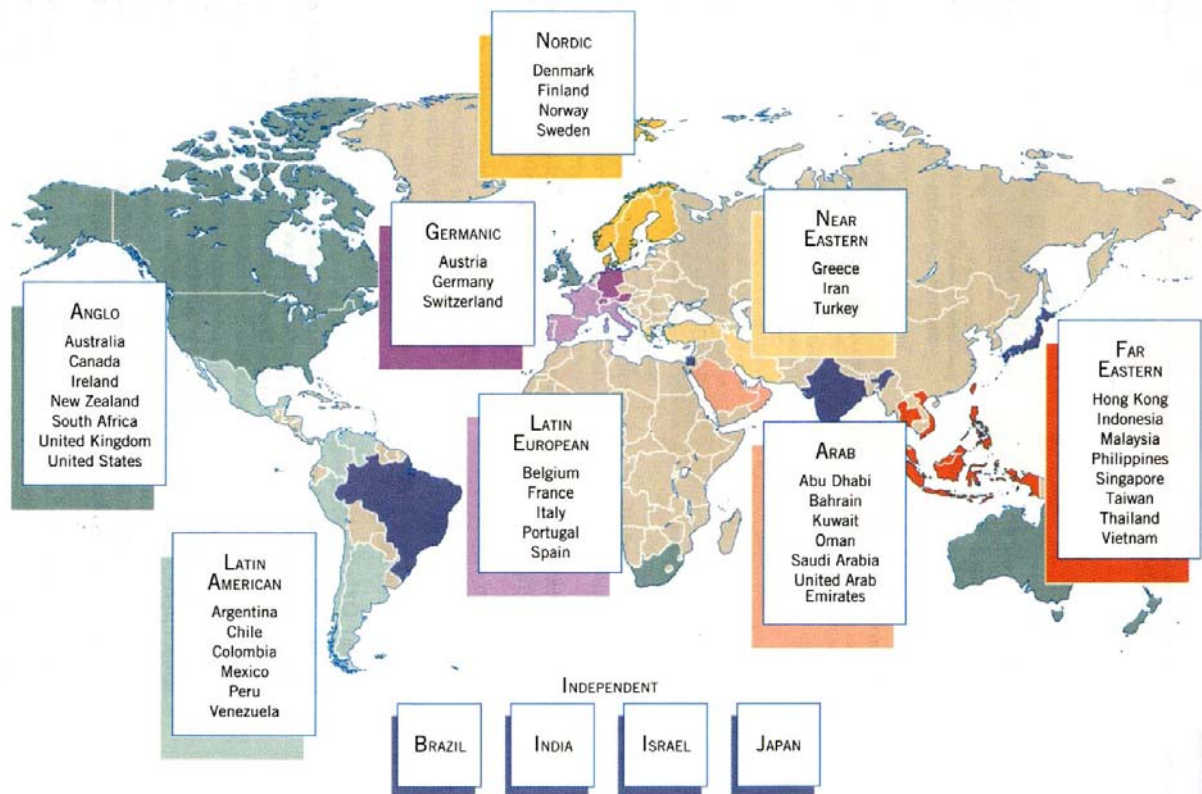 NORDIC
Denmark
Finland
Norway
Sweden
GERMANIC
Austria
Germany
Switzerland
NEAR
EASTERN
Greece
Iran
Turkey
ANGLO
Australia
Canada
Ireland
New Zealand
South Africa
United Kingdom
United States
FAR
EASTERN
Hong Kong
Indonesia
Malaysia
Philippines
Singapore
Taiwan
Thailand
Vietnam
LATIN
EUROPEAN
Belgium
France
Italy
Portugal
Spain
ARAB
Abu Dhabi
Bahrain
Kuwait
Oman
Saudi Arabia
United Arab
Emirates
LATIN
AMERICAN
Argentina
Chile
Colombia
Mexico
Peru
Venezuela
INDEPENDENT
BRAZIL
INDIA
ISRAEL
JAPAN